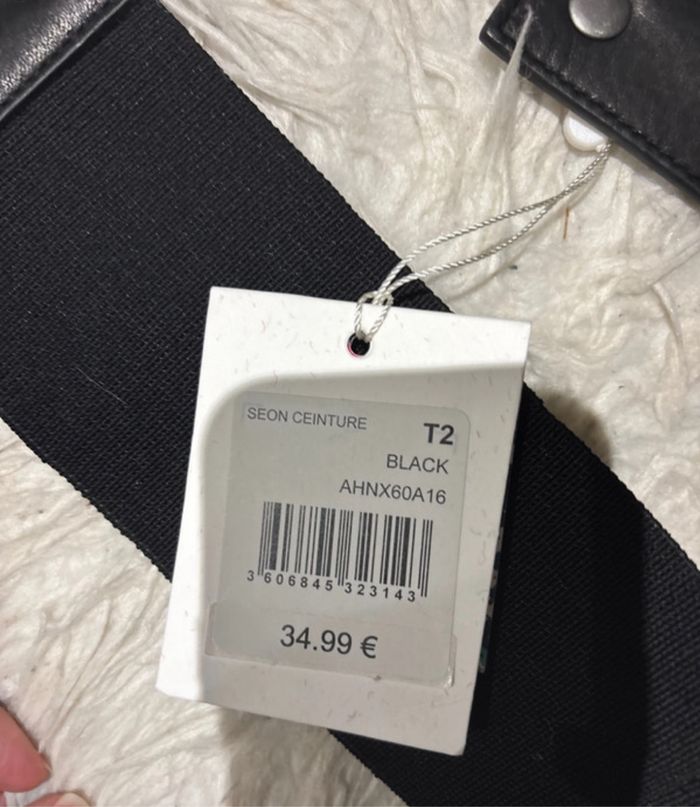 SEON CEINTURE
T2
BLACK
AHNX60A16
3 606845 323143
34.99 €